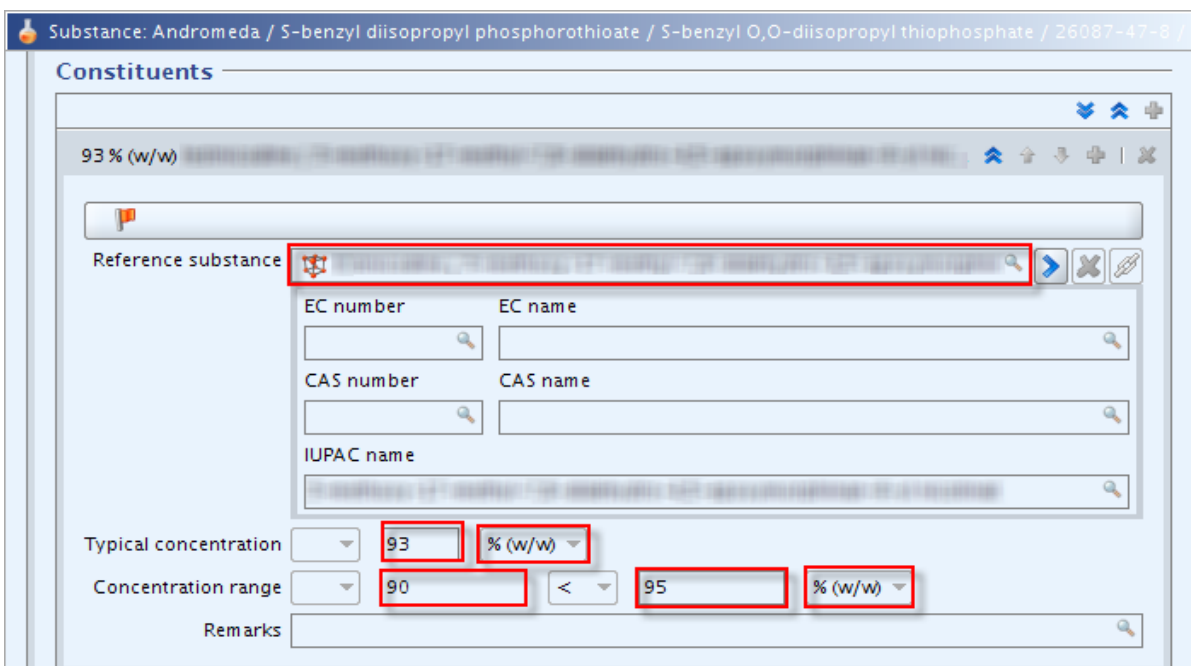 Substance: Andromeda / S-benzyl diisopropyl phosphorothioate / S-benzyl O,O-diisopropyl thiophosphate / 26087-47-8 /
Constituents
93 % (w/w)
Reference substance
EC number EC name
CAS number CAS name
IUPAC name
Typical concentration 93 % (w/w)
Concentration range 90 < 95 % (w/w)
Remarks